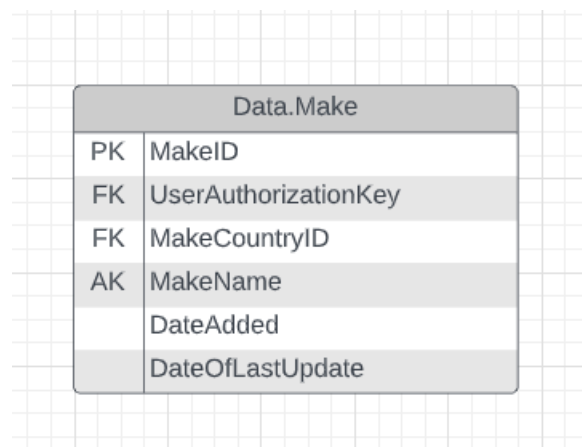 Data.Make
PK MakeID
FK UserAuthorizationKey
FK MakeCountryID
AK MakeName
DateAdded
DateOfLastUpdate